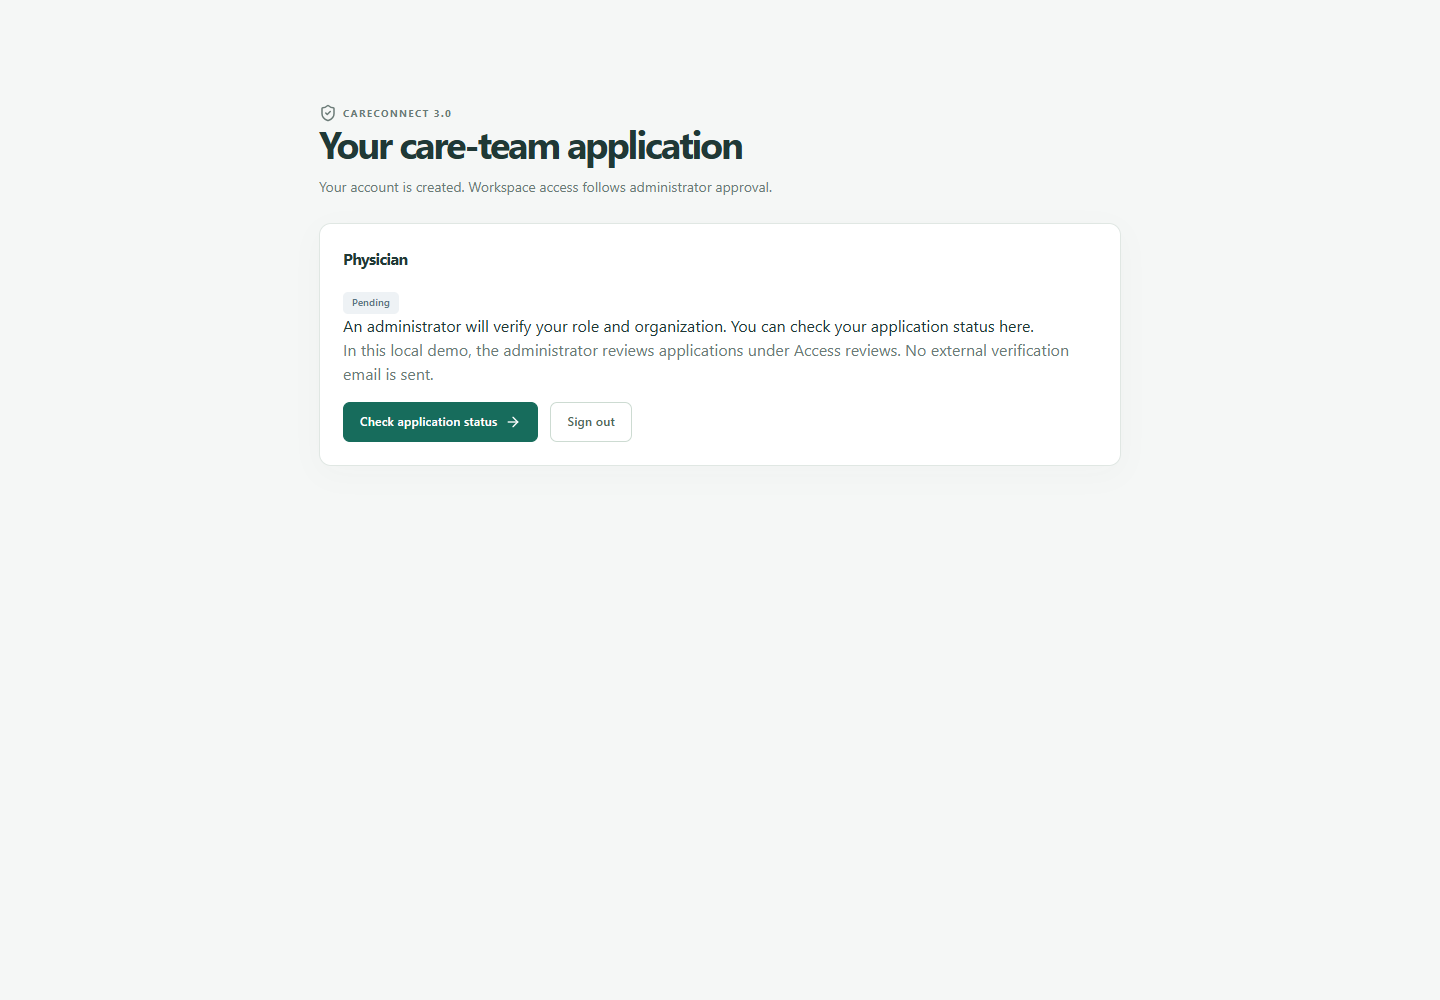 CARECONNECT 3.0
Your care-team application
Your account is created. Workspace access follows administrator approval.
Physician
Pending
An administrator will verify your role and organization. You can check your application status here.
In this local demo, the administrator reviews applications under Access reviews. No external verification
email is sent.
Check application status
Sign out